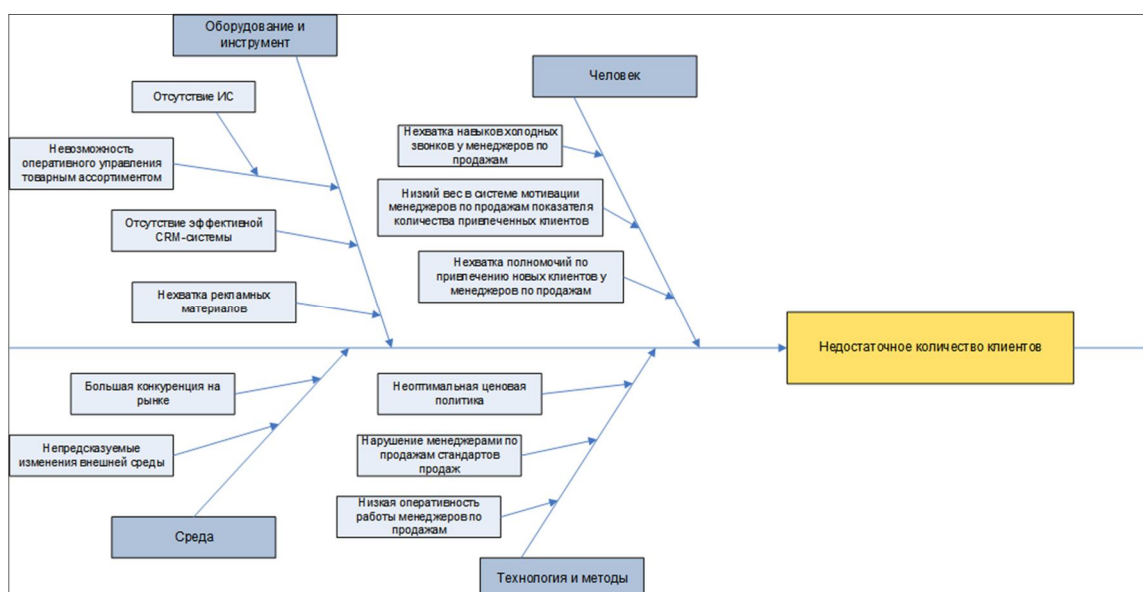 Оборудование и
инструмент
Человек
Отсутствие ИС
Невозможность
оперативного управления
товарным ассортиментом
Отсутствие эффективной
CRM-системы
Нехватка рекламных
материалов
Нехватка навыков холодных
звонков у менеджеров по
продажам
Низкий вес в системе мотивации
менеджеров по продажам показателя
количества привлеченных клиентов
Нехватка полномочий по
привлечению новых клиентов у
менеджеров по продажам
Недостаточное количество клиентов
Большая конкуренция на
рынке
Непредсказуемые
изменения внешней среды
Среда
Неоптимальная ценовая
политика
Нарушение менеджерами по
продажам стандартов
продаж
Низкая оперативность
работы менеджеров по
продажам
Технология и методы